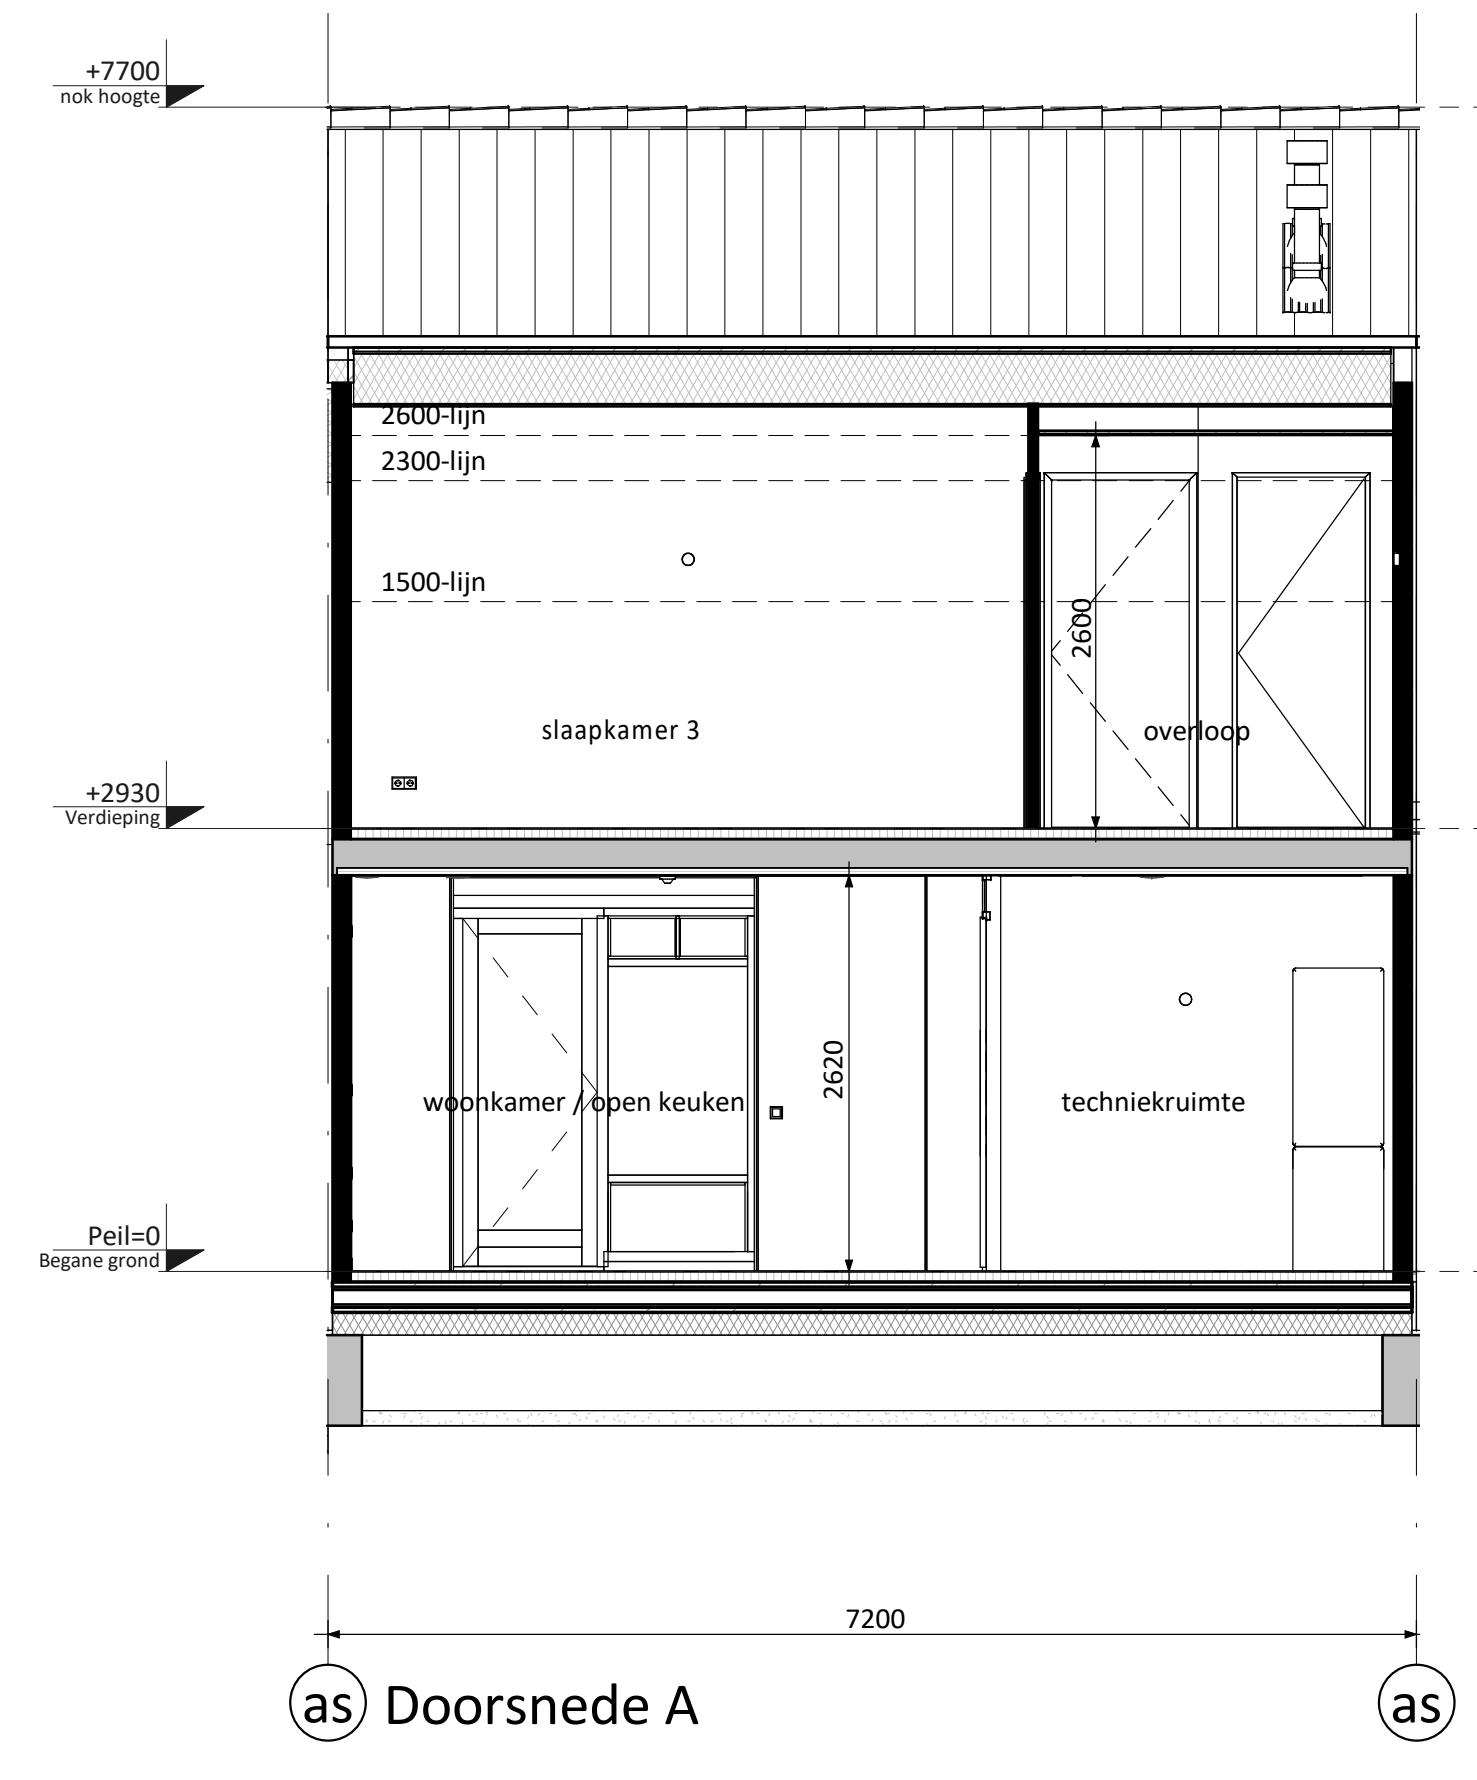 +7700
nok hoogte
2600-lijn
2300-lijn
1500-lijn
2600
slaapkamer 3
overloop
+2930
Verdieping
2620
woonkamer / open keuken
techniekruimte
Peil=0
Begane grond
7200
as
Doorsnede A
as